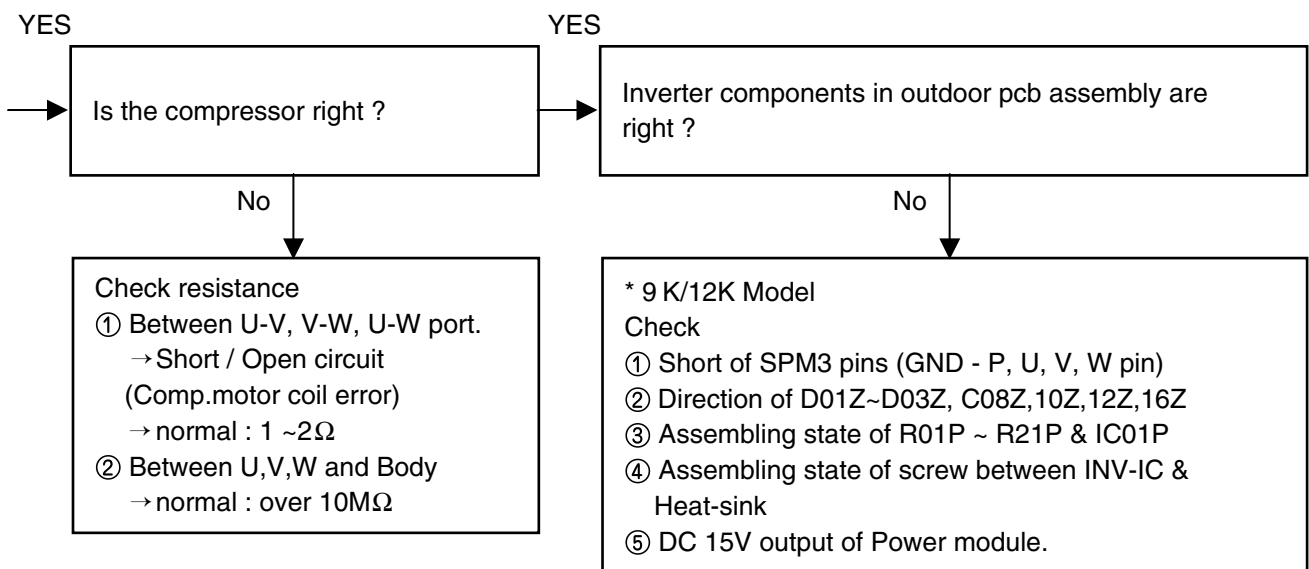 YES
Is the compressor right ?
No
Check resistance
① Between U-V, V-W, U-W port.
→Short / Open circuit
(Comp.motor coil error)
→normal : 1 ~2Ω
② Between U,V,W and Body
→normal : over 10MΩ
YES
Inverter components in outdoor pcb assembly are
right ?
No
* 9 K/12K Model
Check
① Short of SPM3 pins (GND - P, U, V, W pin)
② Direction of D01Z~D03Z, C08Z,10Z,12Z,16Z
③ Assembling state of R01P ~ R21P & IC01P
④ Assembling state of screw between INV-IC &
Heat-sink
⑤ DC 15V output of Power module.